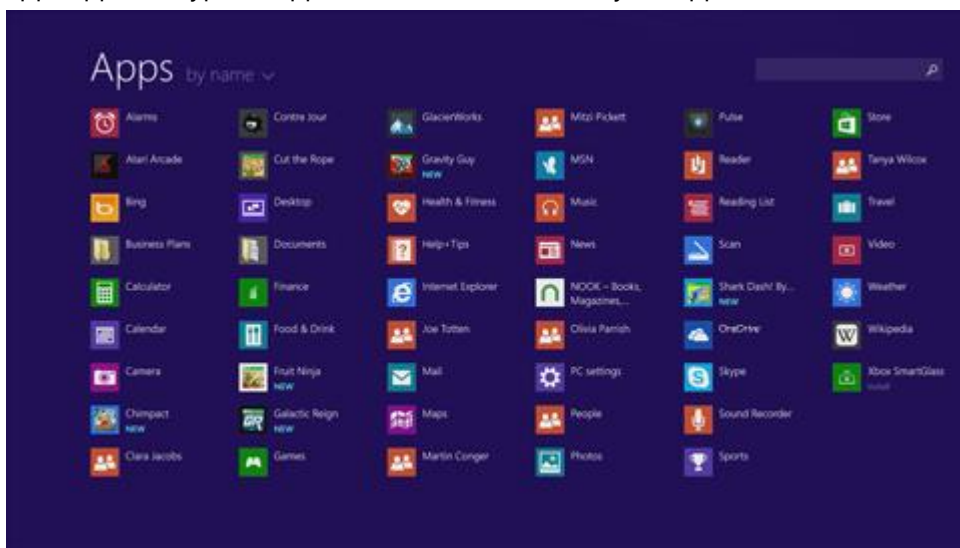 Apps by name
Alarms
Atari Arcade
Bing
Business Plans
Calculator
Calendar
Camera
Chimpact
NEW
Clara Jacobs
Contre Jour
Cut the Rope
Desktop
Documents
Finance
Food & Drink
Fruit Ninja
NEW
Galactic Reign
NEW
Games
GlacierWorks
Gravity Guy
NEW
Health & Fitness
Help+Tips
Internet Explorer
Joe Totten
Mail
Maps
Martin Conger
Mitzi Pickett
MSN
Music
News
NOOK – Books,
Magazines,...
Olivia Parrish
PC settings
People
Photos
Pulse
Reader
Reading List
Scan
Shark Dash! By...
NEW
OneDrive
Skype
Sound Recorder
Sports
Store
Tanya Wilcox
Travel
Video
Weather
Wikipedia
Xbox SmartGlass
Install